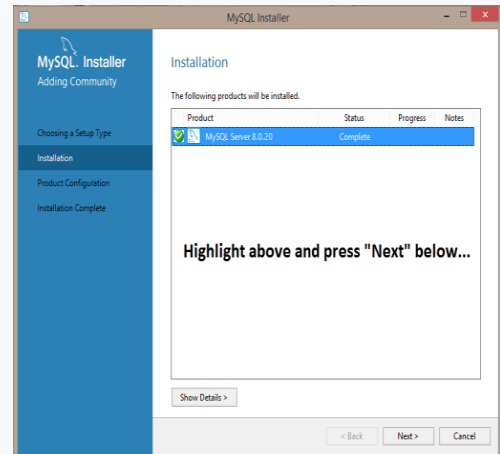 MySQL Installer
MySQL. Installer
Adding Community
Choosing a Setup Type
Installation
Product Configuration
Installation Complete
Installation
The following products will be installed.
Product Status Progress Notes
MySQL Server 8.0.20 Complete
Highlight above and press "Next" below...
Show Details >
< Back Next > Cancel